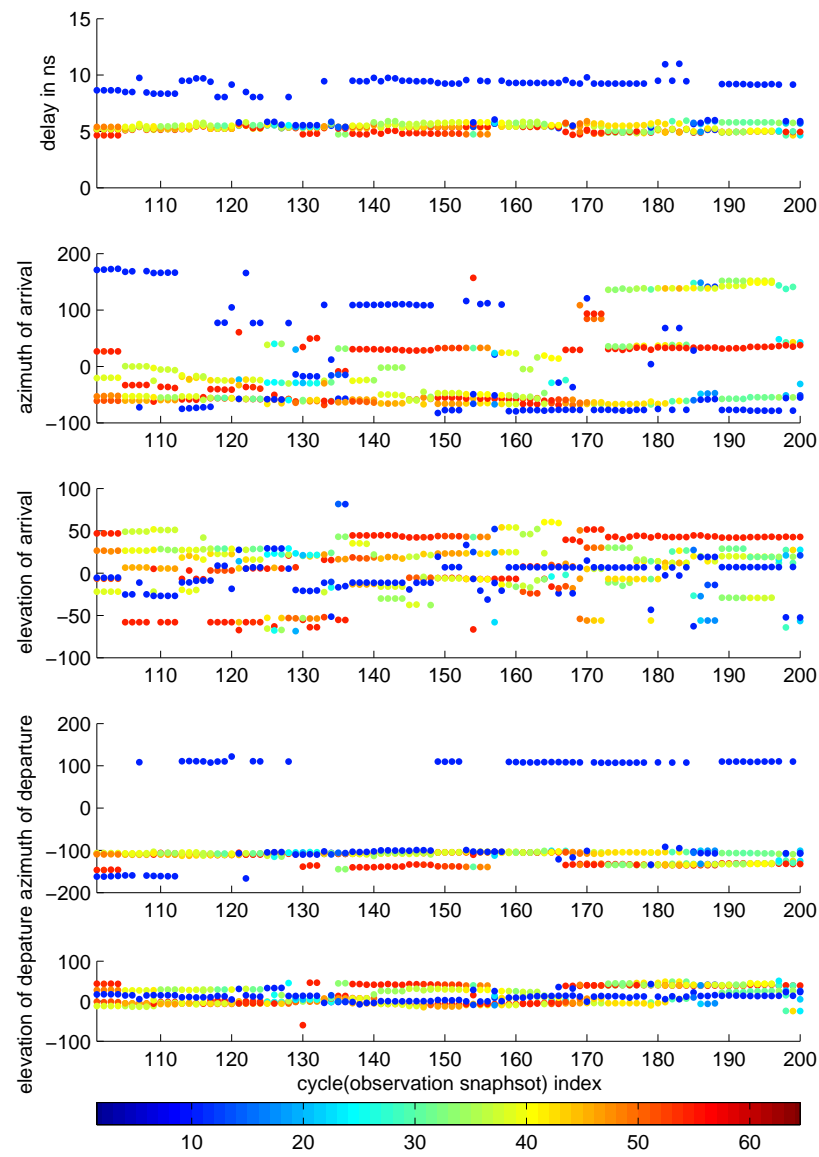 15
10
5
0
delay in ns
110 120 130 140 150 160 170 180 190 200
200
100
0
−100
azimuth of arrival
110 120 130 140 150 160 170 180 190 200
100
50
0
−50
−100
elevation of arrival
110 120 130 140 150 160 170 180 190 200
200
100
0
−100
−200
azimuth of departure
110 120 130 140 150 160 170 180 190 200
100
0
−100
elevation of depature
110 120 130 140 150 160 170 180 190 200
cycle(observation snaphsot) index
10 20 30 40 50 60